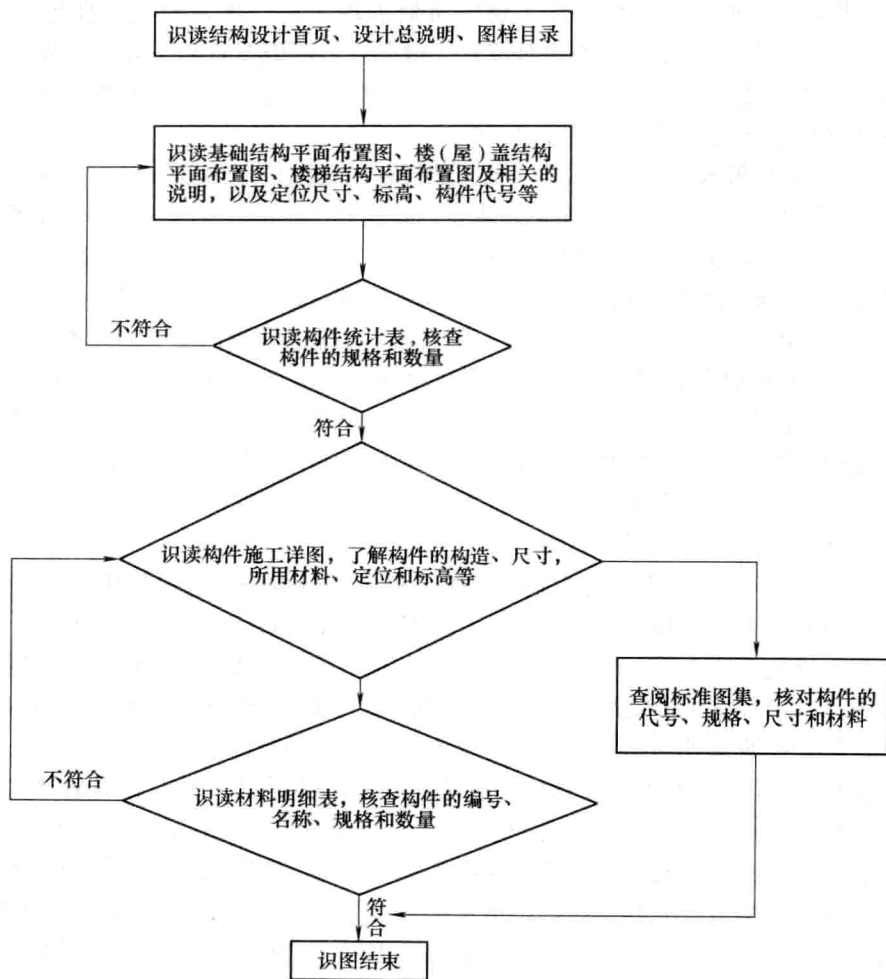 识读结构设计首页、设计总说明、图样目录
识读基础结构平面布置图、楼(屋)盖结构
平面布置图、楼梯结构平面布置图及相关的
说明，以及定位尺寸、标高、构件代号等
不符合
识读构件统计表，核查
构件的规格和数量
符合
识读构件施工详图，了解构件的构造、尺寸，
所用材料、定位和标高等
查阅标准图集，核对构件的
代号、规格、尺寸和材料
不符合
识读材料明细表，核查构件的编号、
名称、规格和数量
符
合
识图结束